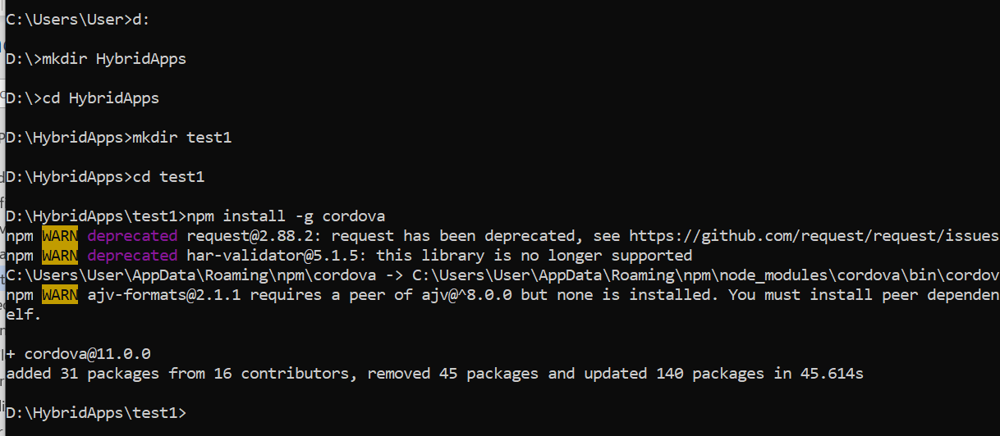 C:\Users\User>d:
D:\>mkdir HybridApps
D:\>cd HybridApps
D:\HybridApps>mkdir test1
D:\HybridApps>cd test1
D:\HybridApps\test1>npm install -g cordova
npm WARN deprecated request@2.88.2: request has been deprecated, see https://github.com/request/request/issues
npm WARN deprecated har-validator@5.1.5: this library is no longer supported
C:\Users\User\AppData\Roaming\npm\cordova -> C:\Users\User\AppData\Roaming\npm\node_modules\cordova\bin\cordov
npm WARN ajv-formats@2.1.1 requires a peer of ajv@^8.0.0 but none is installed. You must install peer dependen
elf.
+ cordova@11.0.0
added 31 packages from 16 contributors, removed 45 packages and updated 140 packages in 45.614s
D:\HybridApps\test1>